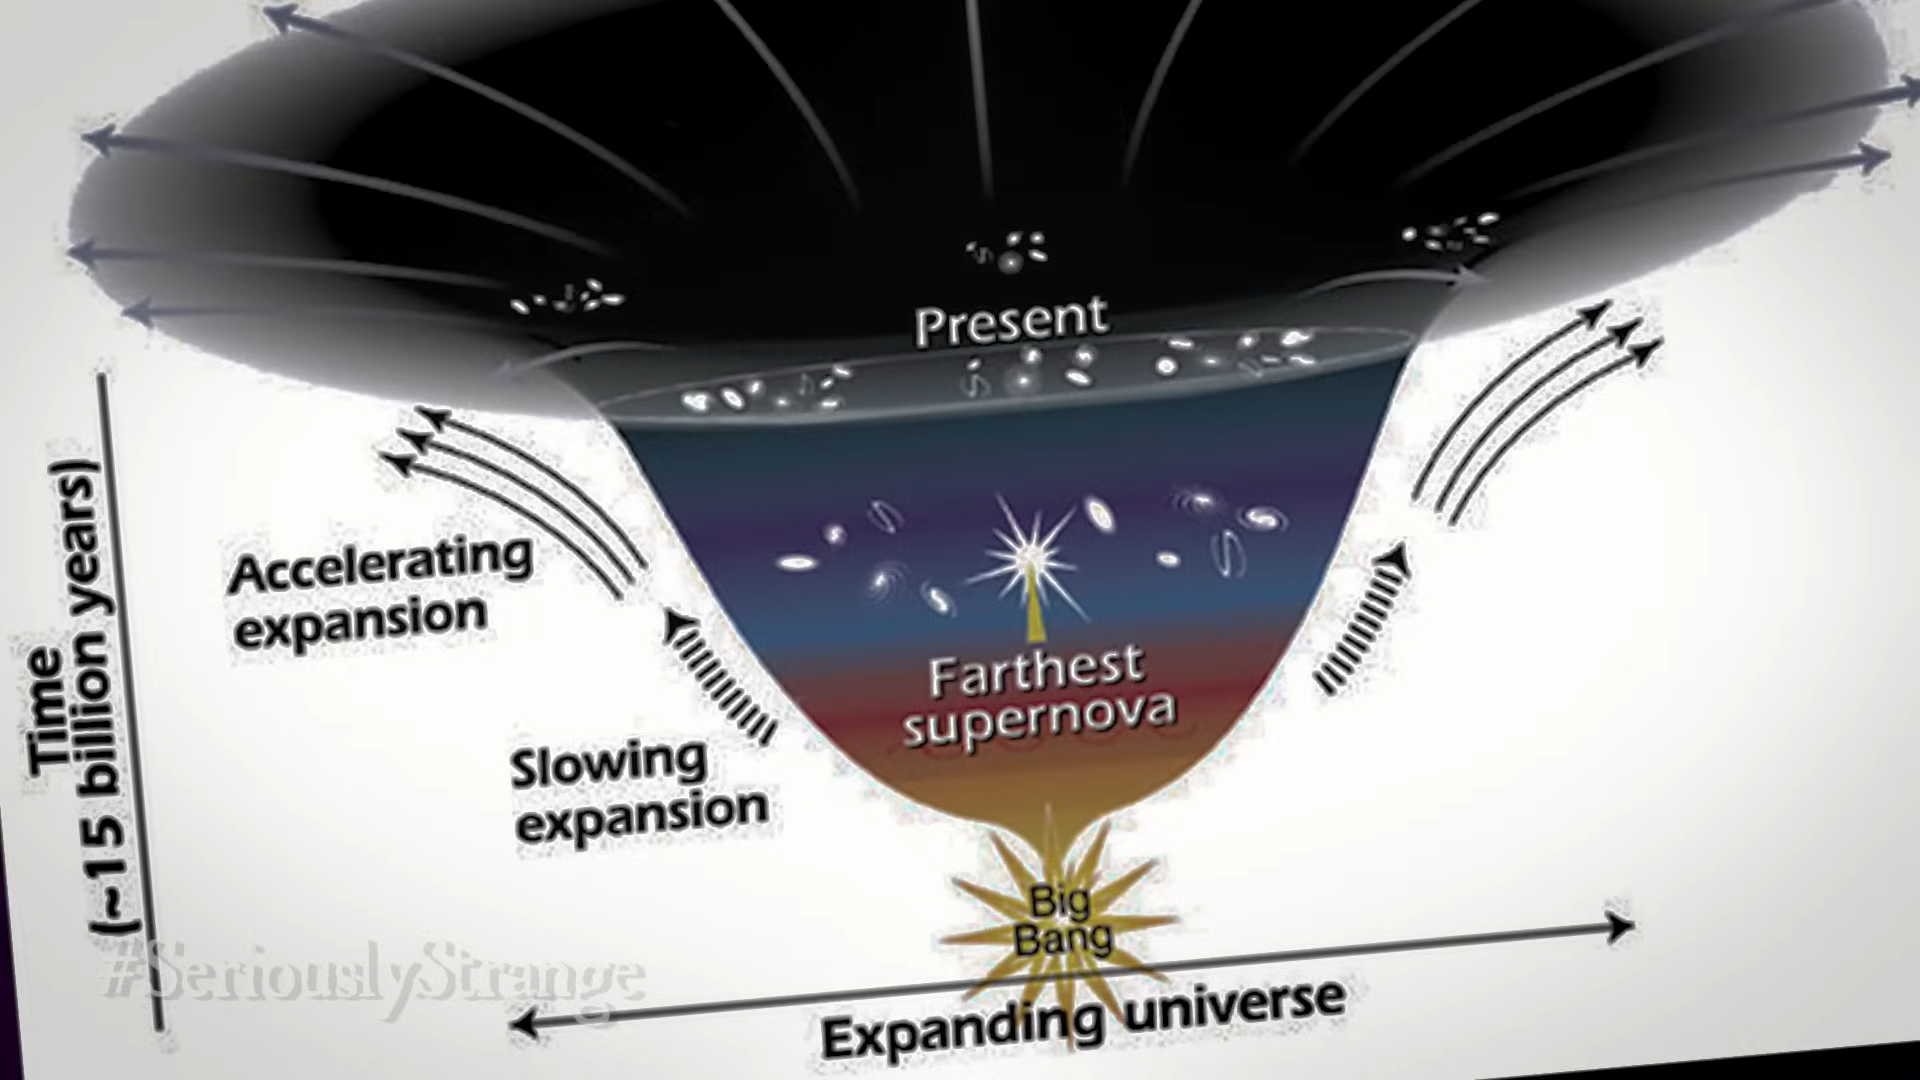 Present
Accelerating
expansion
Farthest
supernova
Slowing
expansion
Time
(~15 billion years)
Big
Bang
Expanding universe
#SeriouslyStrange